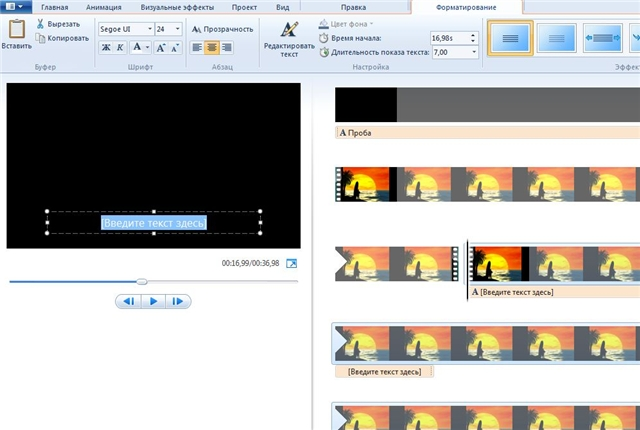 Главная Анимация Визуальные эффекты Проект Вид Правка Форматирование
Вставить
Вырезать
Копировать
Буфер
Segoe UI 24
Ж К A A A
Шрифт
A Прозрачность
Абзац
Редактировать текст
Цвет фона
Время начала: 16,98s
Длительность показа текста: 7,00
Настройка
Эффек
[Введите текст здесь]
00:16,99/00:36,98
A Проба
A [Введите текст здесь]
[Введите текст здесь]